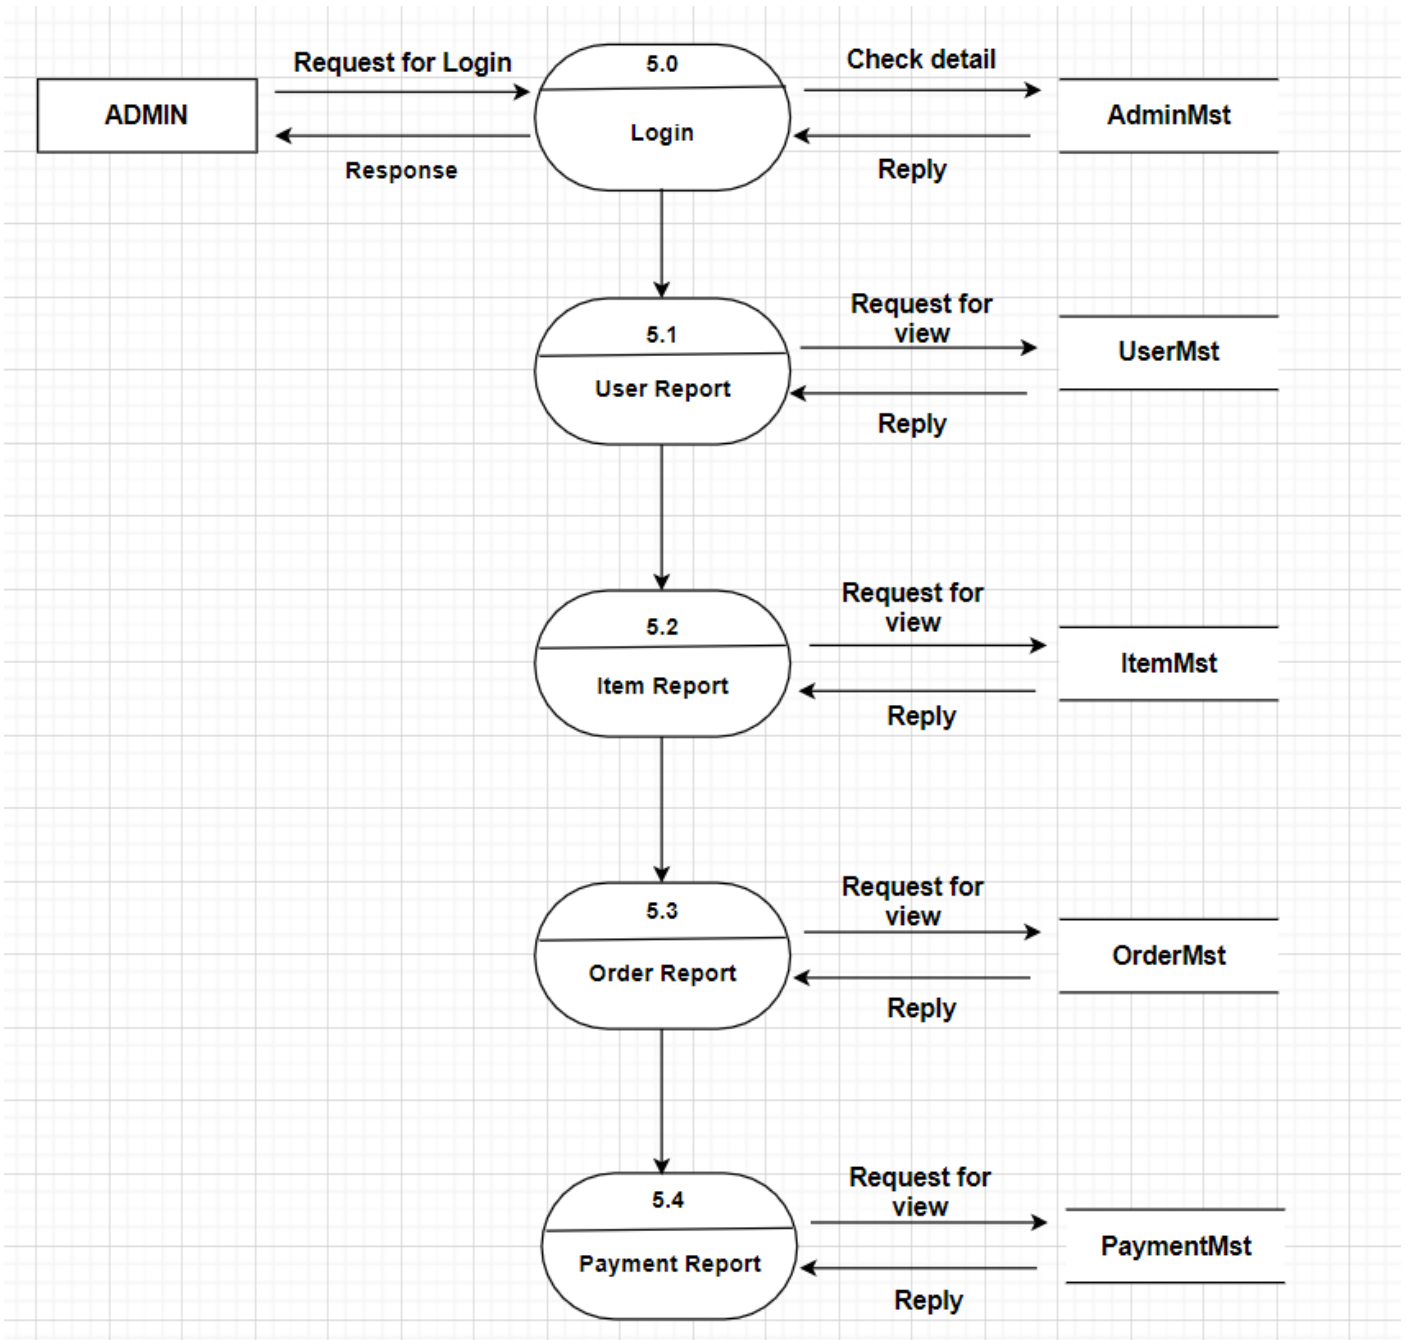 Request for Login
5.0
Check detail
ADMIN
Login
AdminMst
Response
Reply
5.1
Request for
view
User Report
UserMst
Reply
5.2
Request for
view
Item Report
ItemMst
Reply
5.3
Request for
view
Order Report
OrderMst
Reply
5.4
Request for
view
Payment Report
PaymentMst
Reply